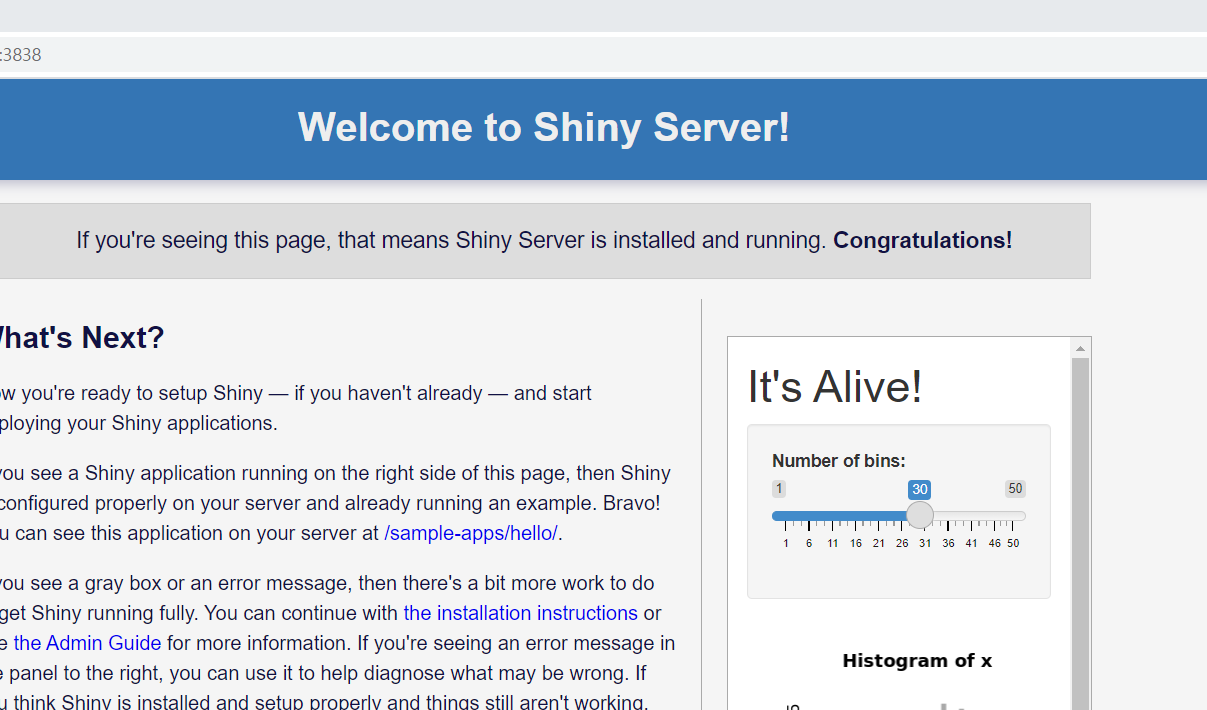 :3838
Welcome to Shiny Server!
If you're seeing this page, that means Shiny Server is installed and running. Congratulations!
What's Next?
you're ready to setup Shiny — if you haven't already — and start
your Shiny applications.
you see a Shiny application running on the right side of this page, then Shiny
configured properly on your server and already running an example. Bravo!
can see this application on your server at /sample-apps/hello/.
you see a gray box or an error message, then there's a bit more work to do
get Shiny running fully. You can continue with the installation instructions or
the Admin Guide for more information. If you're seeing an error message in
panel to the right, you can use it to help diagnose what may be wrong. If
think Shiny is installed and setup properly and things still aren't working,
It's Alive!
Number of bins:
1 30 50
1 6 11 16 21 26 31 36 41 46 50
Histogram of x